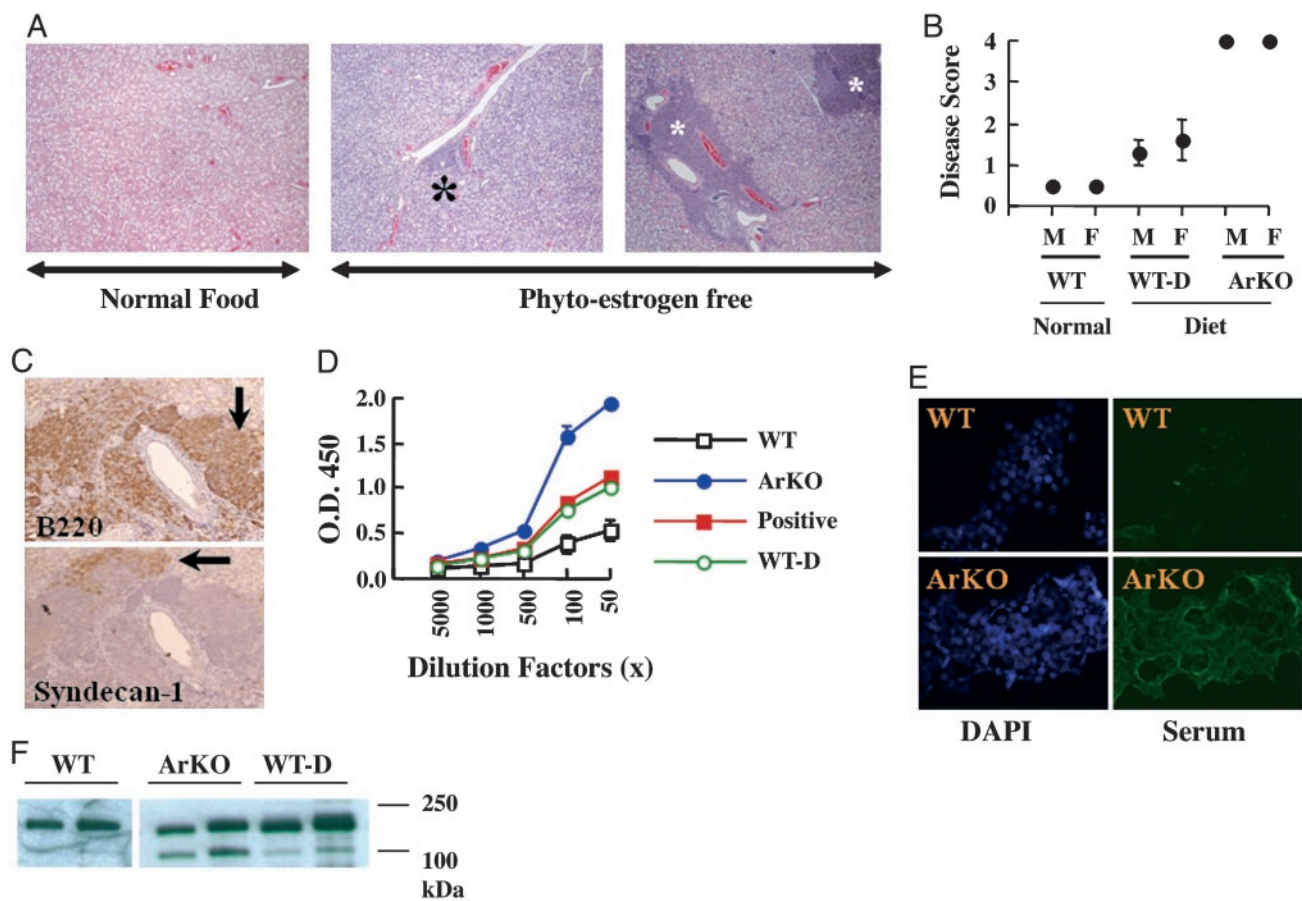 A
Normal Food
Phyto-estrogen free
*
*
*
B
Disease Score
4
3
2
1
0
M F M F M F
WT WT-D ArKO
Normal Diet
C
B220
Syndecan-1
D
O.D. 450
2.0
1.5
1.0
0.5
0.0
5000 1000 500 100 50
Dilution Factors (x)
WT
ArKO
Positive
WT-D
E
WT WT
ArKO ArKO
DAPI Serum
F
WT ArKO WT-D
250
100
kDa